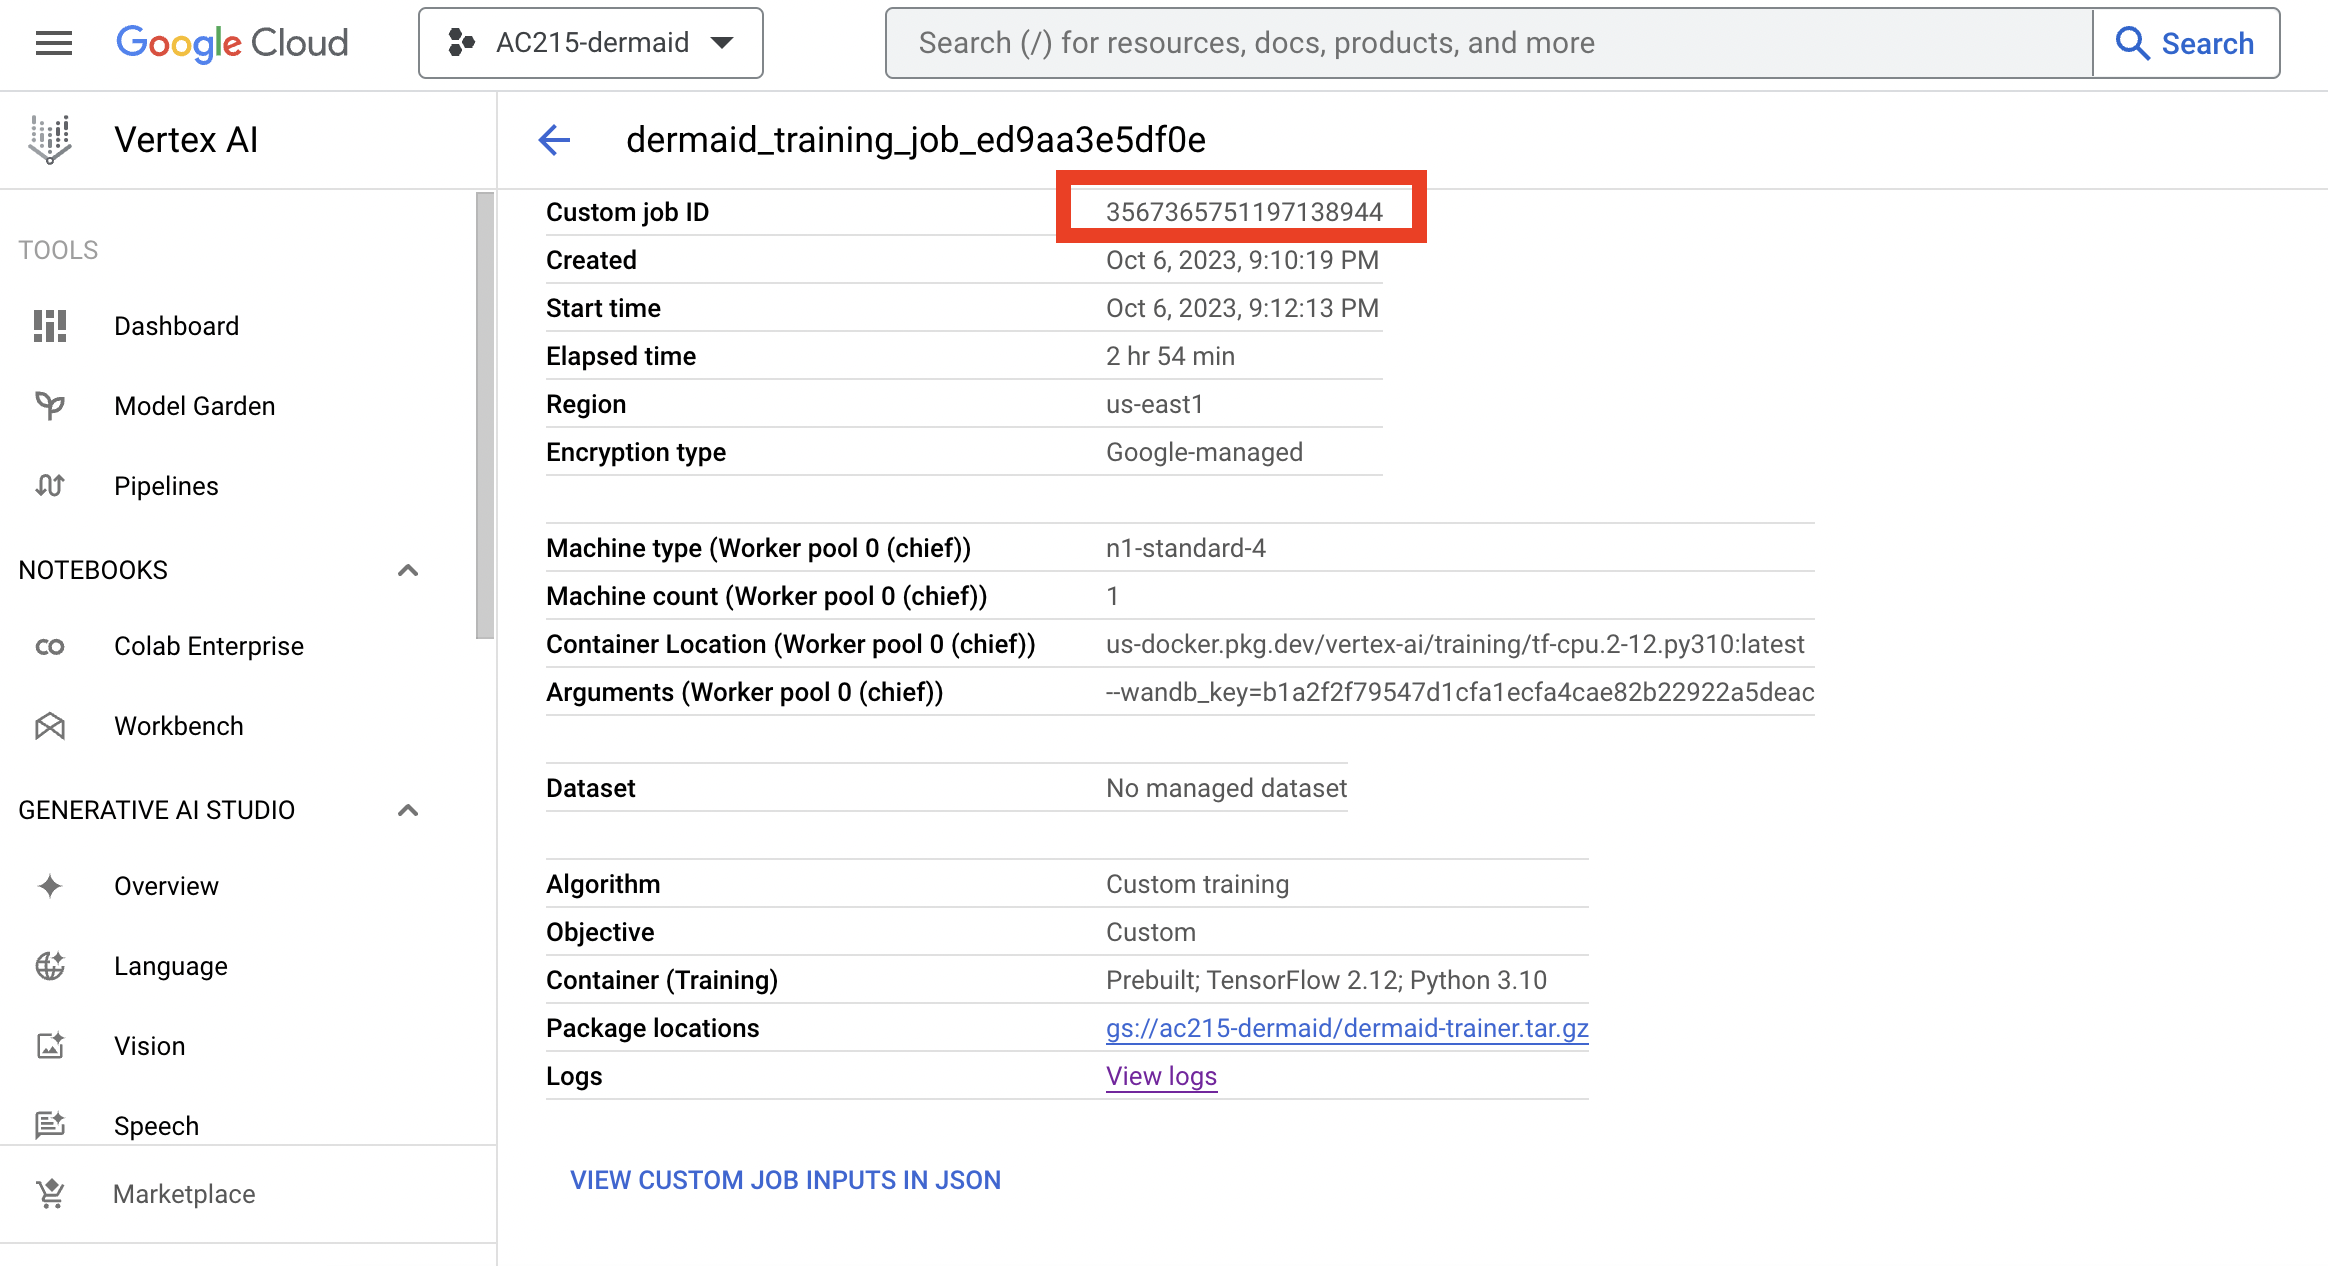 Google Cloud
AC215-dermaid
Search (/) for resources, docs, products, and more
Search
Vertex AI
dermaid_training_job_ed9aa3e5df0e
TOOLS
Dashboard
Model Garden
Pipelines
NOTEBOOKS
Colab Enterprise
Workbench
GENERATIVE AI STUDIO
Overview
Language
Vision
Speech
Marketplace
Custom job ID 3567365751197138944
Created Oct 6, 2023, 9:10:19 PM
Start time Oct 6, 2023, 9:12:13 PM
Elapsed time 2 hr 54 min
Region us-east1
Encryption type Google-managed
Machine type (Worker pool 0 (chief)) n1-standard-4
Machine count (Worker pool 0 (chief)) 1
Container Location (Worker pool 0 (chief)) us-docker.pkg.dev/vertex-ai/training/tf-cpu.2-12.py310:latest
Arguments (Worker pool 0 (chief)) --wandb_key=b1a2f2f79547d1cfa1ecfa4cae82b22922a5deac
Dataset No managed dataset
Algorithm Custom training
Objective Custom
Container (Training) Prebuilt; TensorFlow 2.12; Python 3.10
Package locations gs://ac215-dermaid/dermaid-trainer.tar.gz
Logs View logs
VIEW CUSTOM JOB INPUTS IN JSON